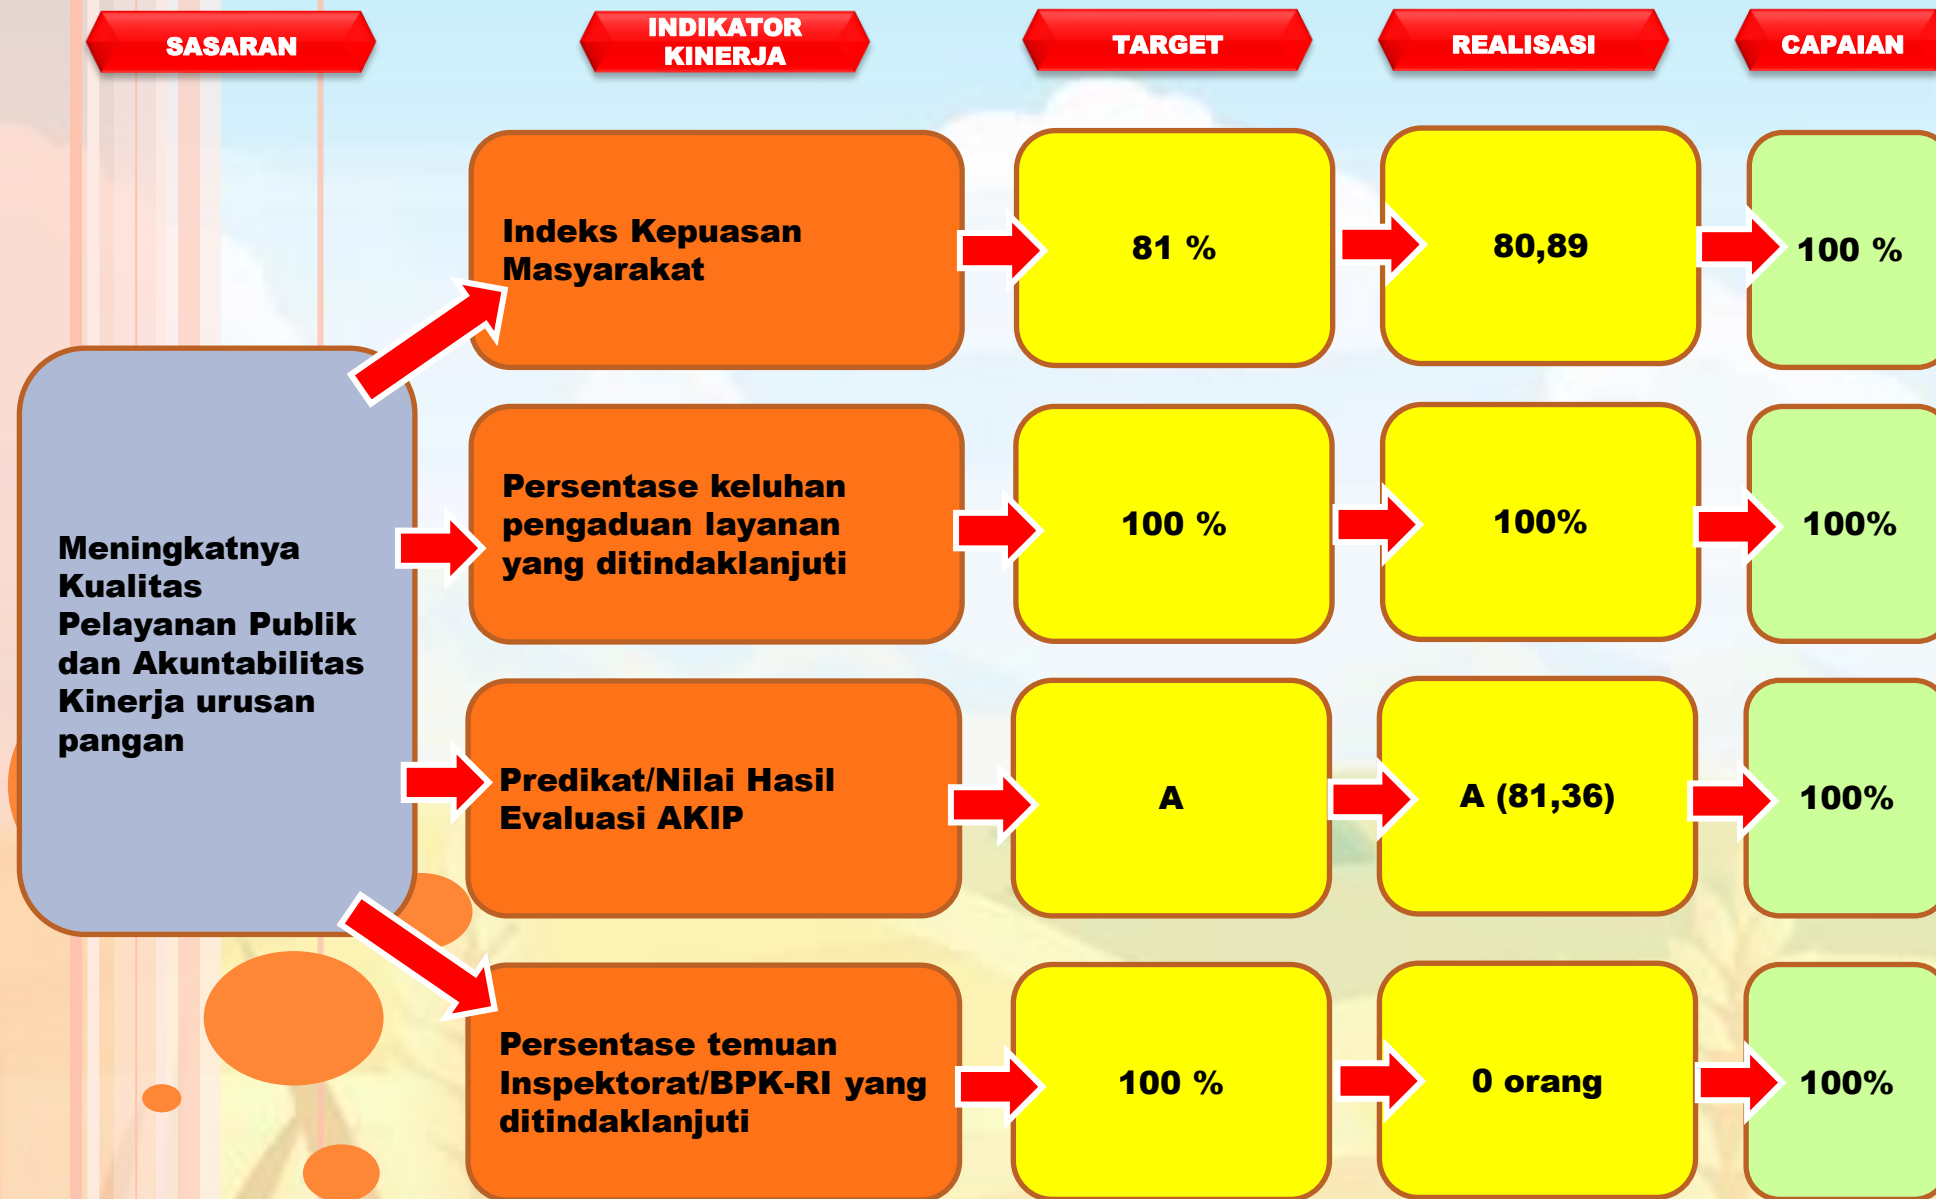 SASARAN
INDIKATOR
KINERJA
TARGET
REALISASI
CAPAIAN
Meningkatnya
Kualitas
Pelayanan Publik
dan Akuntabilitas
Kinerja urusan
pangan
Indeks Kepuasan
Masyarakat
81 %
80,89
100 %
Persentase keluhan
pengaduan layanan
yang ditindaklanjuti
100 %
100%
100%
Predikat/Nilai Hasil
Evaluasi AKIP
A
A (81,36)
100%
Persentase temuan
Inspektorat/BPK-RI yang
ditindaklanjuti
100 %
0 orang
100%